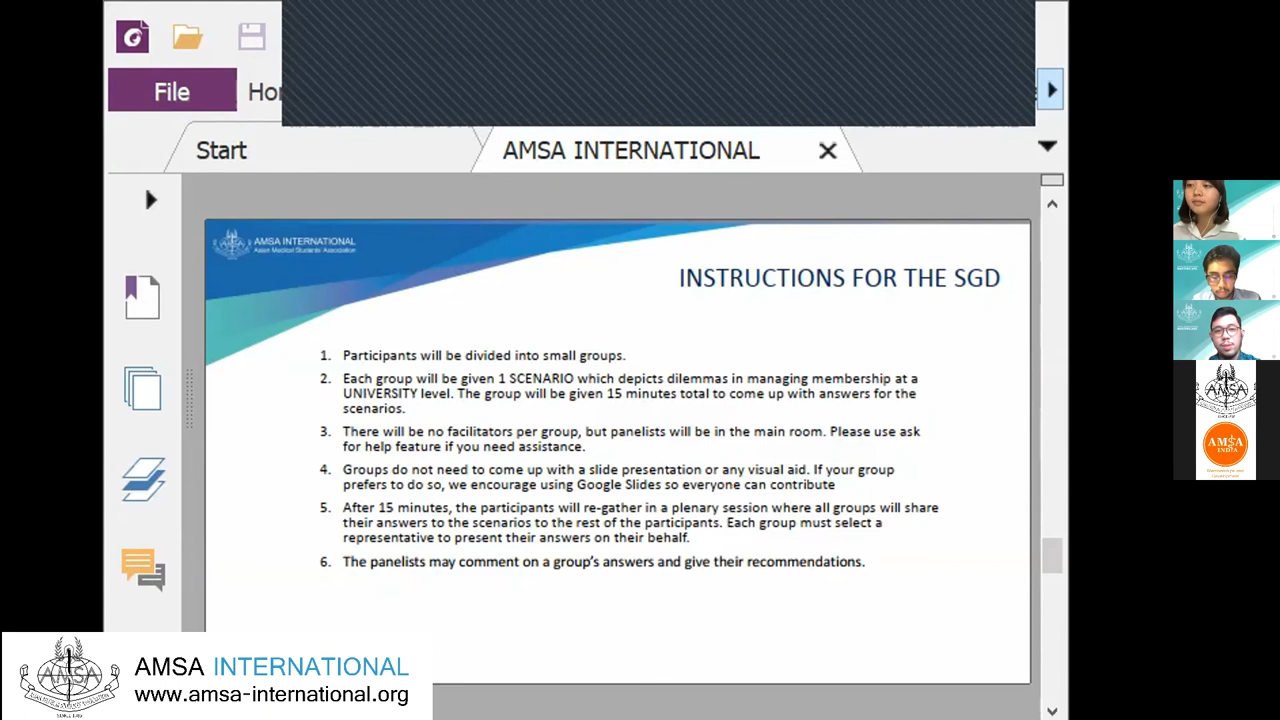 File
Start
AMSA INTERNATIONAL
AMSA INTERNATIONAL
Asian Medical Students' Association
INSTRUCTIONS FOR THE SGD
1. Participants will be divided into small groups.
2. Each group will be given 1 SCENARIO which depicts dilemmas in managing membership at a
UNIVERSITY level. The group will be given 15 minutes total to come up with answers for the
scenarios.
3. There will be no facilitators per group, but panelists will be in the main room. Please use ask
for help feature if you need assistance.
4. Groups do not need to come up with a slide presentation or any visual aid. If your group
prefers to do so, we encourage using Google Slides so everyone can contribute
5. After 15 minutes, the participants will re-gather in a plenary session where all groups will share
their answers to the scenarios to the rest of the participants. Each group must select a
representative to present their answers on their behalf.
6. The panelists may comment on a group's answers and give their recommendations.
AMSA
AMSA
INDIA
AMSA
AMSA INTERNATIONAL
www.amsa-international.org